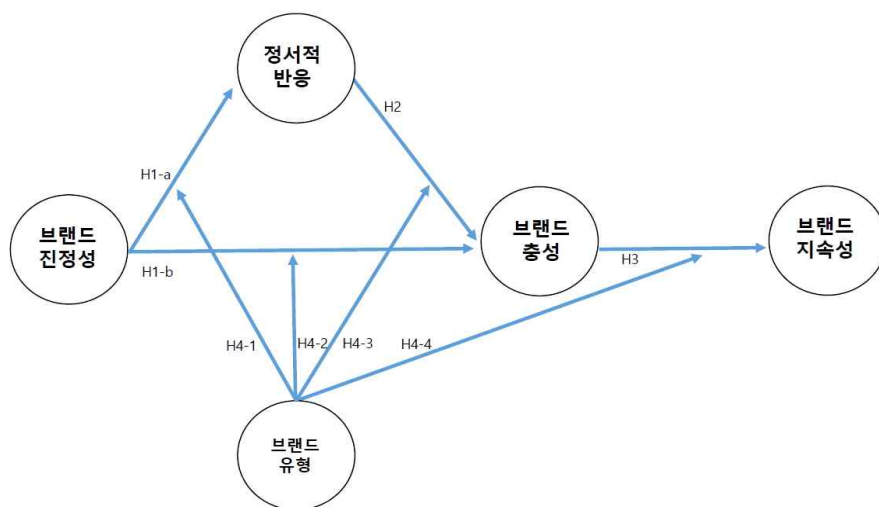 정서적
반응
H2
H1-a
브랜드
진정성
H1-b
브랜드
충성
H3
브랜드
지속성
H4-1
H4-2
H4-3
H4-4
브랜드
유형